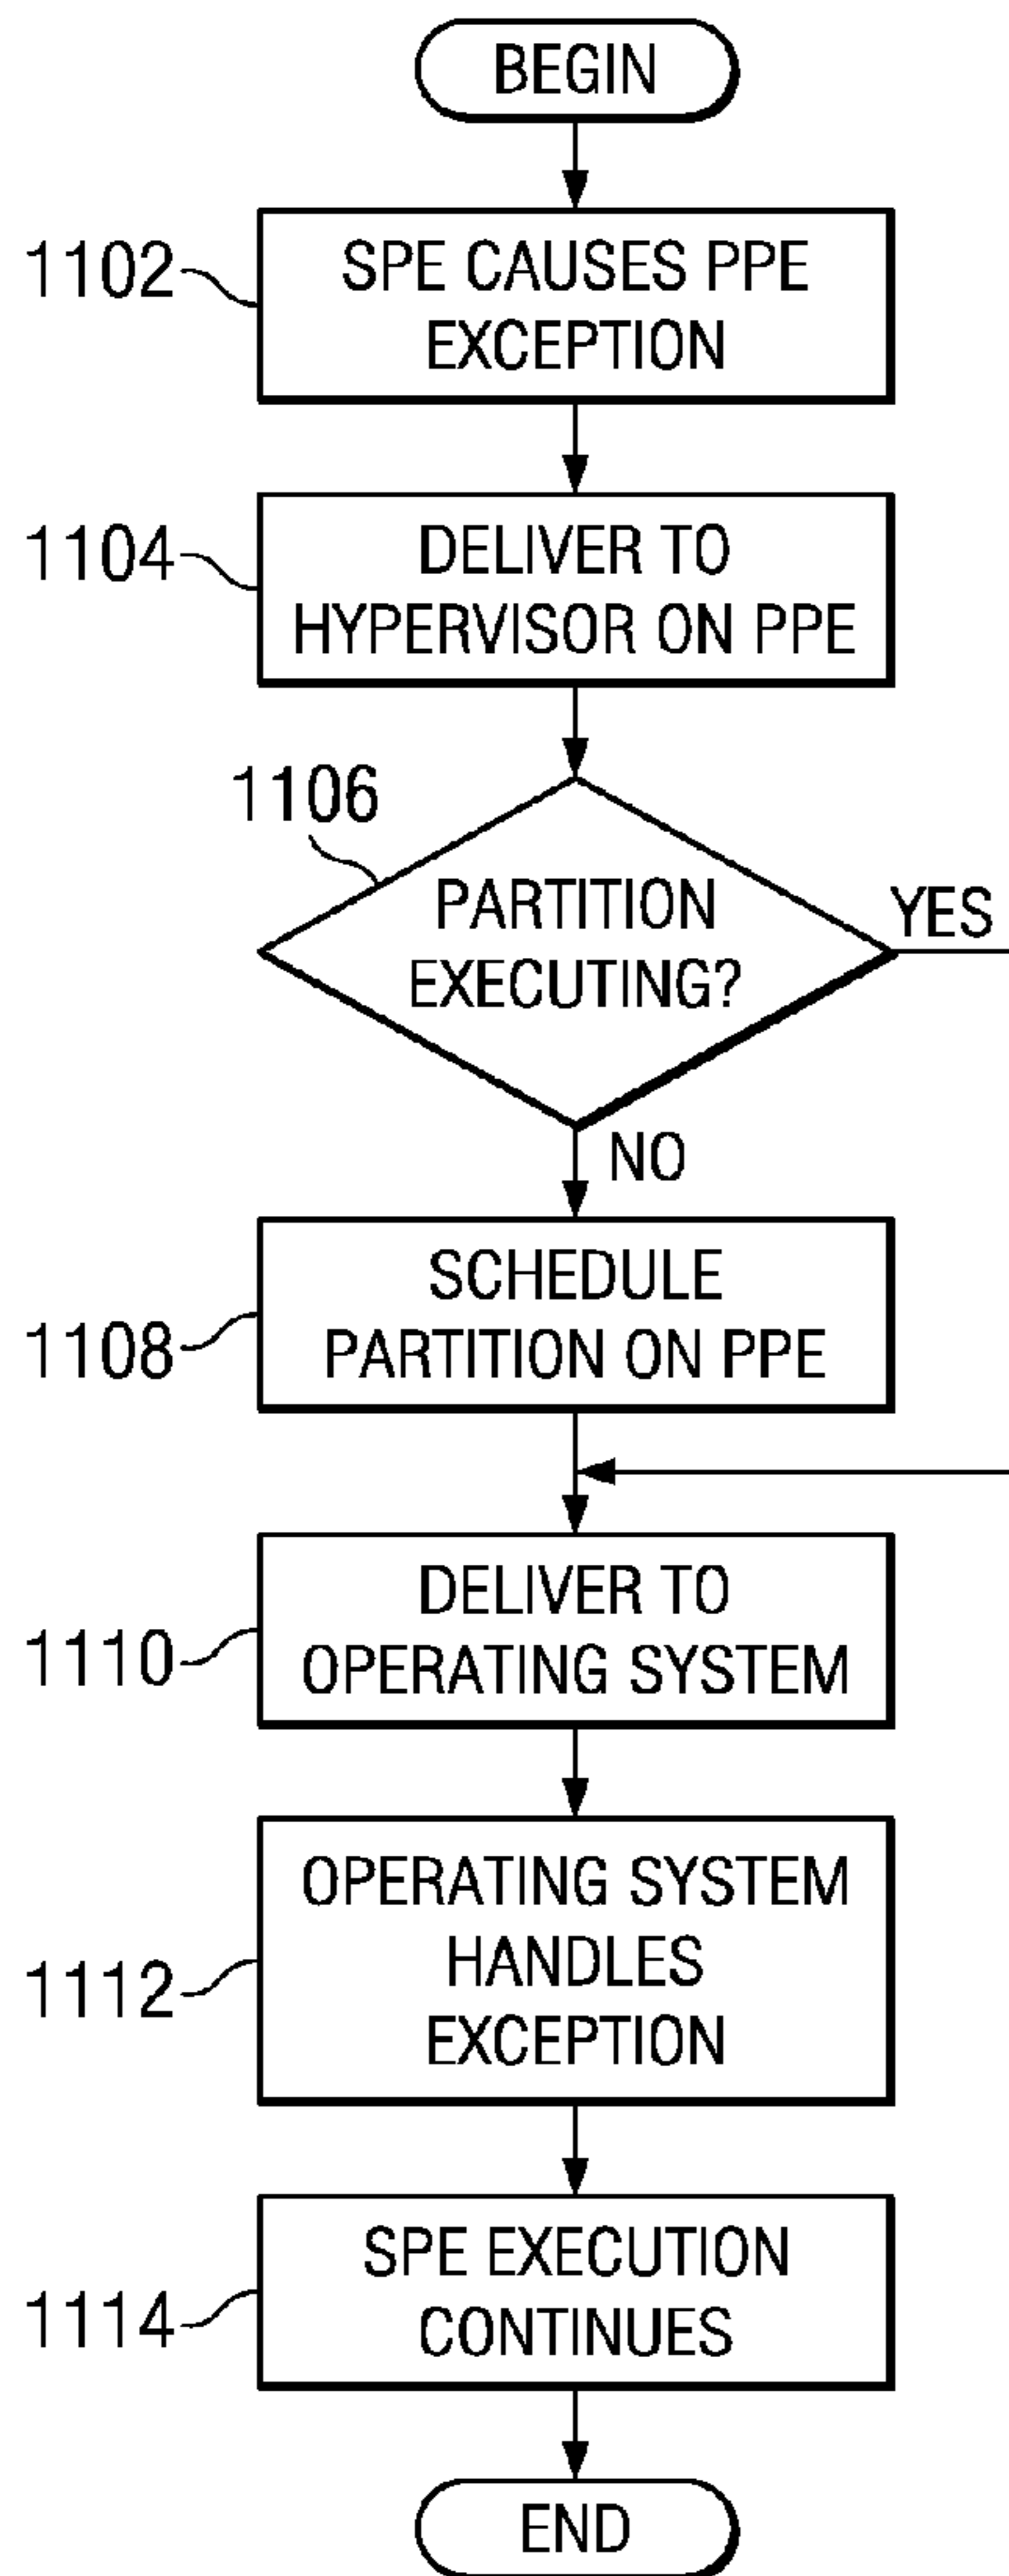 BEGIN
1102
SPE CAUSES PPE
EXCEPTION
1104
DELIVER TO
HYPERVISOR ON PPE
1106
PARTITION
EXECUTING?
YES
NO
1108
SCHEDULE
PARTITION ON PPE
1110
DELIVER TO
OPERATING SYSTEM
1112
OPERATING SYSTEM
HANDLES
EXCEPTION
1114
SPE EXECUTION
CONTINUES
END